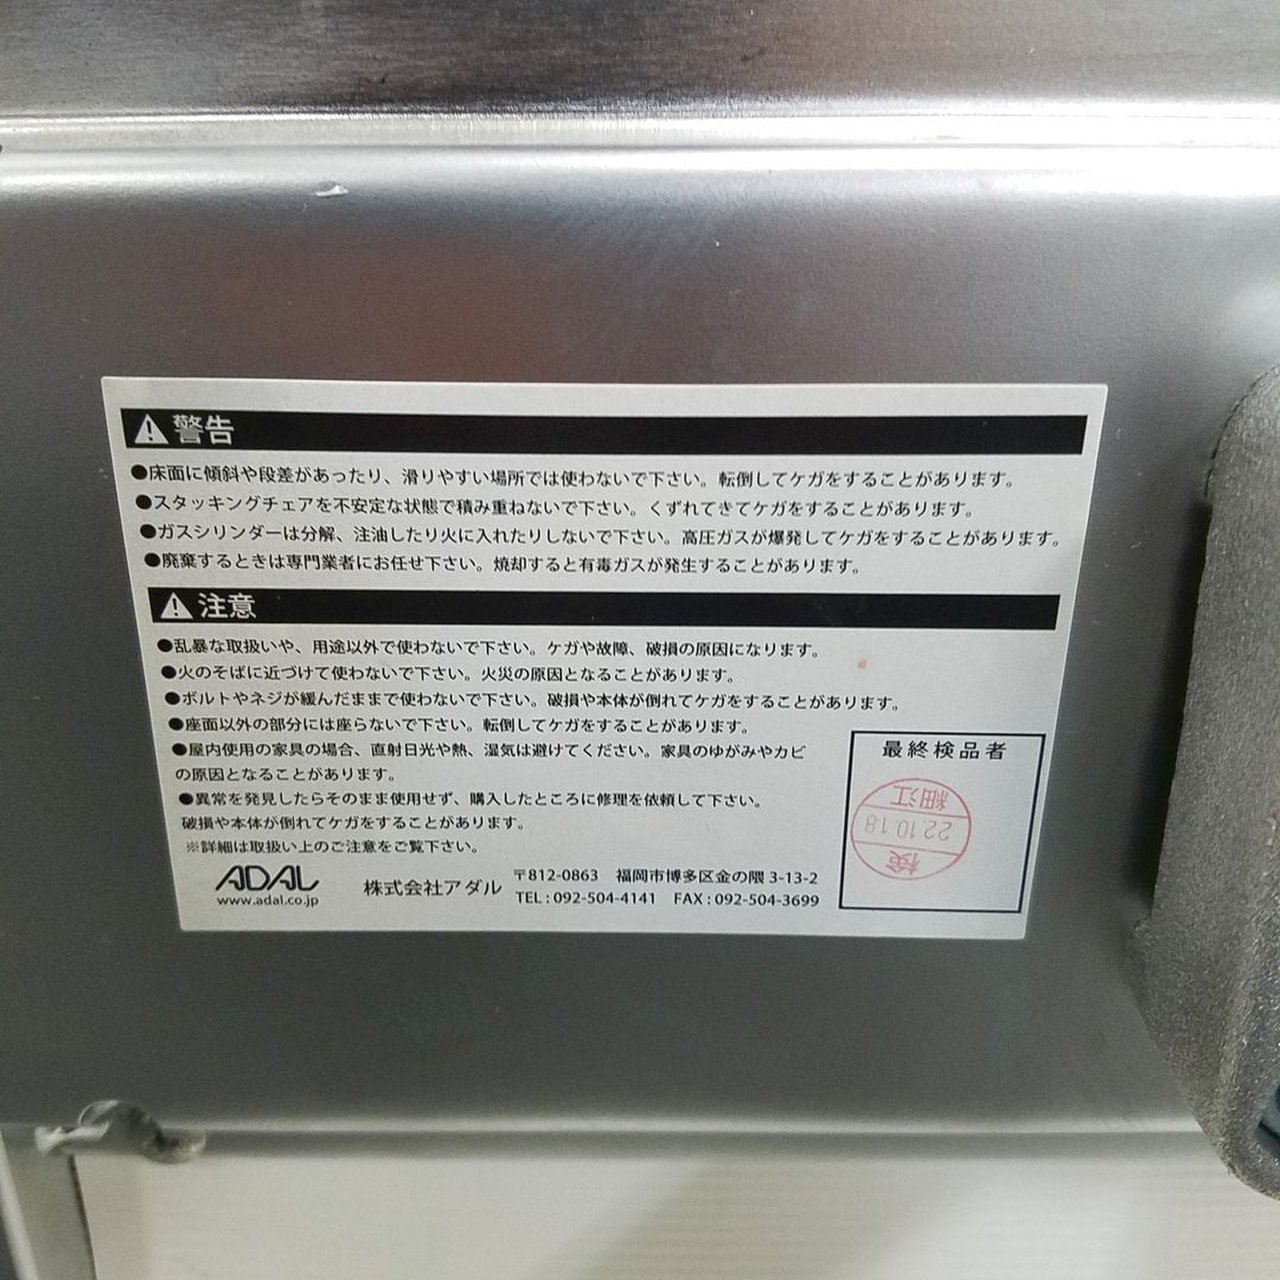 ⚠警告
●床面に傾斜や段差があったり、滑りやすい場所では使わないで下さい。転倒してケガをすることがあります。
●スタッキングチェアを不安定な状態で積み重ねないで下さい。くずれてきてケガをすることがあります。
●ガスシリンダーは分解、注油したり火に入れたりしないで下さい。高圧ガスが爆発してケガをすることがあります。
●廃棄するときは専門業者にお任せ下さい。焼却すると有毒ガスが発生することがあります。
⚠注意
●乱暴な取扱いや、用途以外で使わないで下さい。ケガや故障、破損の原因になります。
●火のそばに近づけて使わないで下さい。火災の原因となることがあります。
●ボルトやネジが緩んだままで使わないで下さい。破損や本体が倒れてケガをすることがあります。
●座面以外の部分には座らないで下さい。転倒してケガをすることがあります。
●屋内使用の家具の場合、直射日光や熱、湿気は避けてください。家具のゆがみやカビ
の原因となることがあります。
●異常を発見したらそのまま使用せず、購入したところに修理を依頼して下さい。
破損や本体が倒れてケガをすることがあります。
※詳細は取扱い上のご注意をご覧下さい。
ADAL
www.adal.co.jp
株式会社アダル
〒812-0863 福岡市博多区金の隈 3-13-2
TEL : 092-504-4141 FAX : 092-504-3699
最終検品者
検
22.10.18
細江